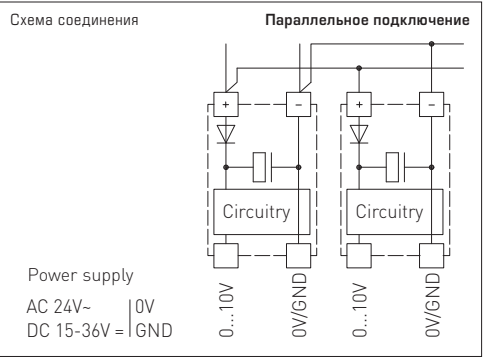 Схема соединения
Параллельное подключение
+ − + −
Circuitry Circuitry
Power supply
AC 24V~ | 0V
DC 15-36V = | GND
0...10V
0V/GND
0...10V
0V/GND